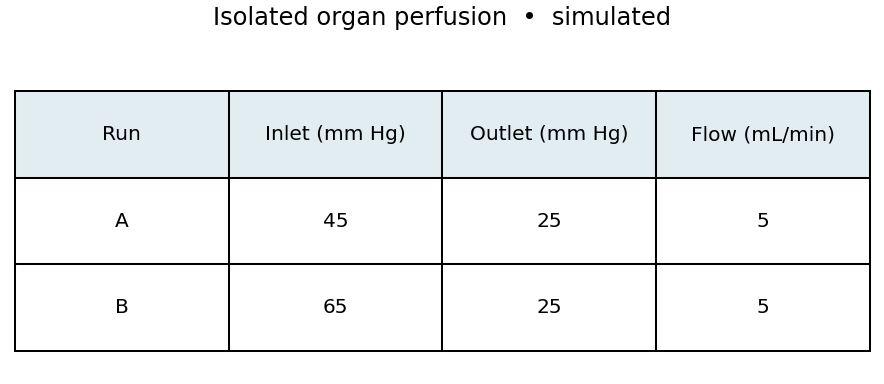 Isolated organ perfusion • simulated
Run Inlet (mm Hg) Outlet (mm Hg) Flow (mL/min)
A 45 25 5
B 65 25 5